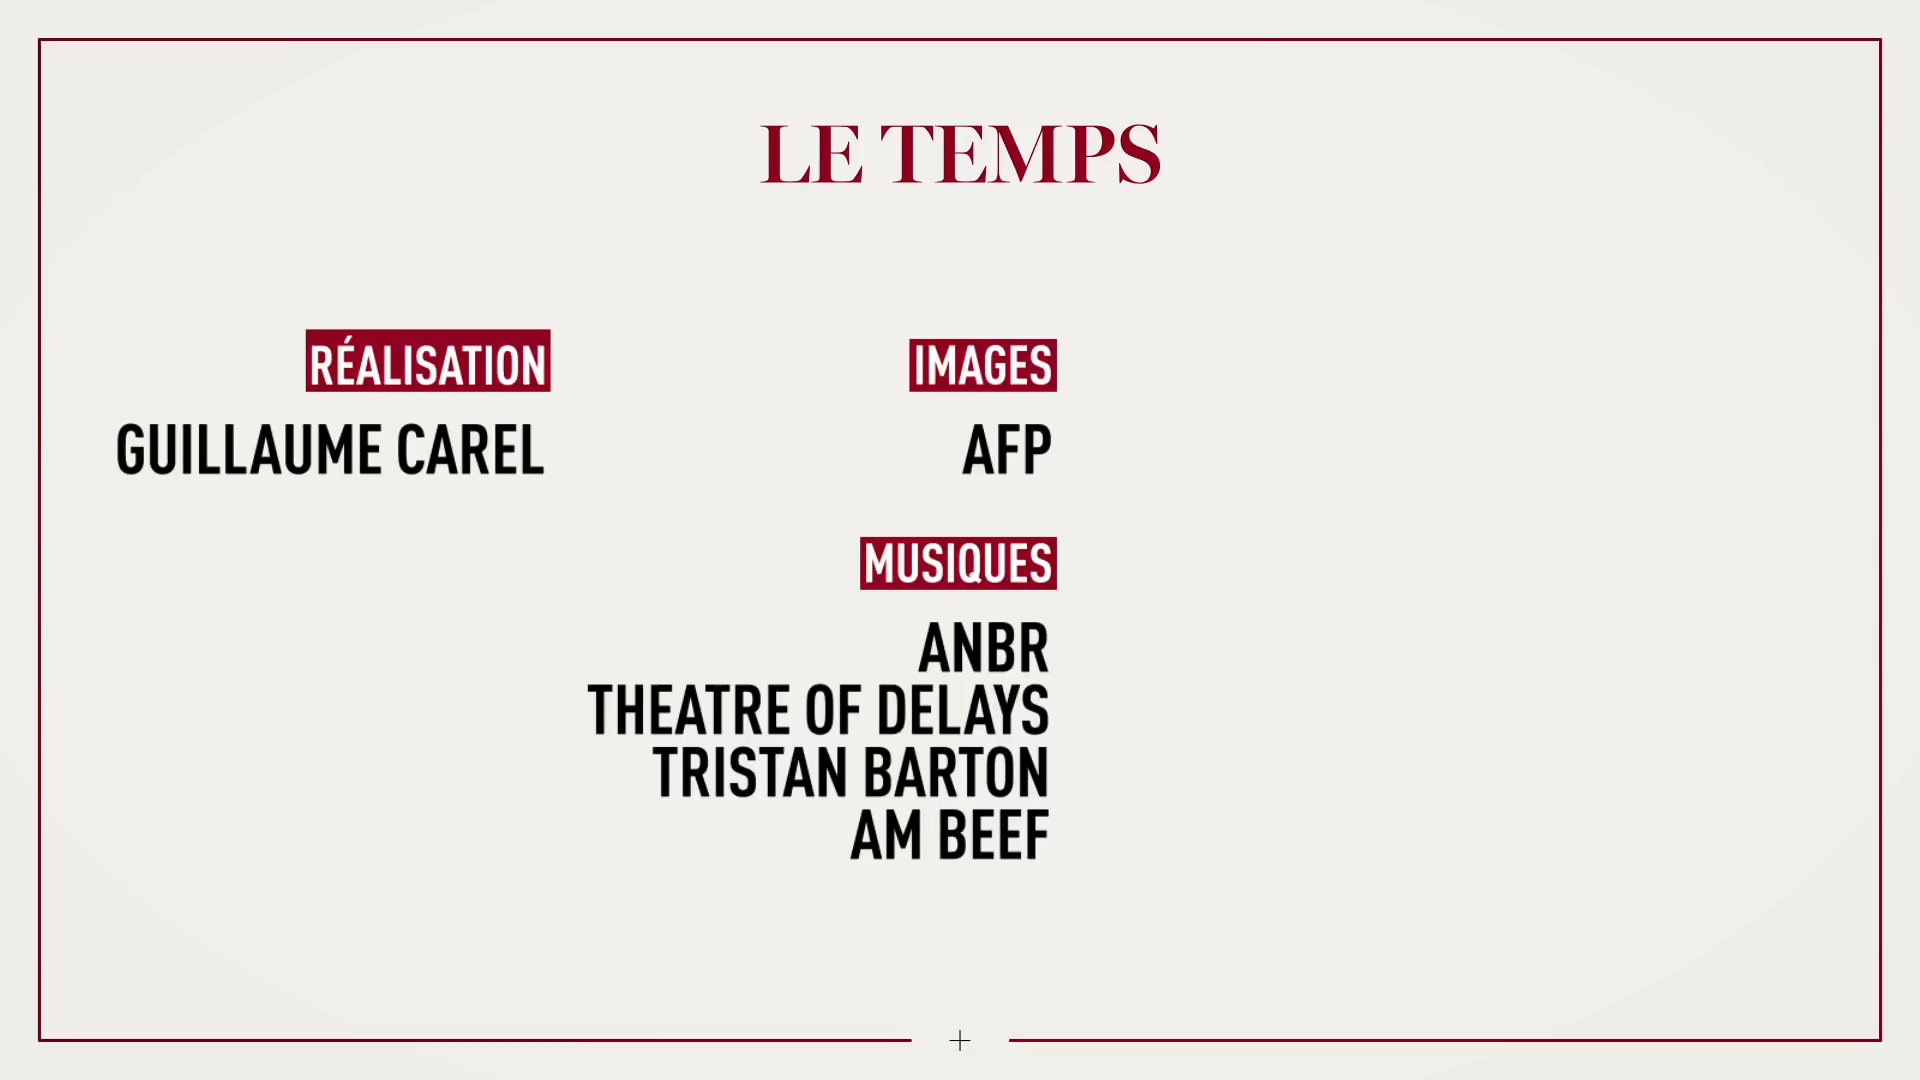 LE TEMPS
RÉALISATION
GUILLAUME CAREL
IMAGES
AFP
MUSIQUES
ANBR
THEATRE OF DELAYS
TRISTAN BARTON
AM BEEF